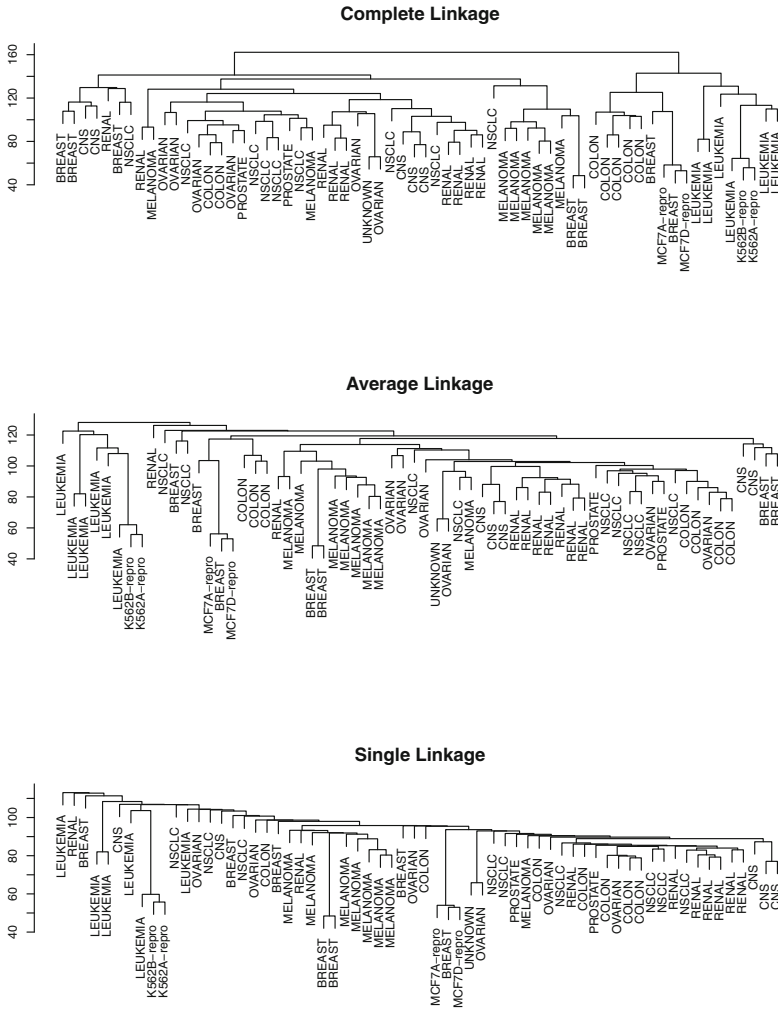 Complete Linkage
160
120
80
40
BREAST
BREAST
CNS
CNS
RENAL
BREAST
NSCLC
RENAL
MELANOMA
OVARIAN
OVARIAN
NSCLC
OVARIAN
COLON
COLON
OVARIAN
PROSTATE
NSCLC
NSCLC
NSCLC
PROSTATE
NSCLC
MELANOMA
RENAL
RENAL
RENAL
OVARIAN
UNKNOWN
OVARIAN
NSCLC
CNS
CNS
CNS
NSCLC
RENAL
RENAL
RENAL
RENAL
NSCLC
MELANOMA
MELANOMA
MELANOMA
MELANOMA
MELANOMA
MELANOMA
BREAST
BREAST
COLON
COLON
COLON
COLON
COLON
BREAST
MCF7A-repro
BREAST
MCF7D-repro
LEUKEMIA
LEUKEMIA
LEUKEMIA
LEUKEMIA
K562B-repro
K562A-repro
LEUKEMIA
LEUKEMIA
Average Linkage
120
100
80
60
40
LEUKEMIA
LEUKEMIA
LEUKEMIA
LEUKEMIA
LEUKEMIA
LEUKEMIA
K562B-repro
K562A-repro
RENAL
NSCLC
BREAST
NSCLC
BREAST
MCF7A-repro
BREAST
MCF7D-repro
COLON
COLON
COLON
RENAL
MELANOMA
MELANOMA
BREAST
BREAST
MELANOMA
MELANOMA
MELANOMA
MELANOMA
MELANOMA
OVARIAN
OVARIAN
NSCLC
OVARIAN
UNKNOWN
OVARIAN
NSCLC
MELANOMA
CNS
CNS
CNS
RENAL
RENAL
RENAL
RENAL
RENAL
RENAL
RENAL
PROSTATE
NSCLC
NSCLC
NSCLC
NSCLC
OVARIAN
PROSTATE
NSCLC
COLON
COLON
OVARIAN
COLON
COLON
CNS
CNS
BREAST
BREAST
Single Linkage
100
80
60
40
LEUKEMIA
RENAL
BREAST
LEUKEMIA
LEUKEMIA
CNS
LEUKEMIA
LEUKEMIA
K562B-repro
K562A-repro
NSCLC
LEUKEMIA
OVARIAN
NSCLC
CNS
BREAST
NSCLC
OVARIAN
COLON
BREAST
MELANOMA
RENAL
MELANOMA
BREAST
BREAST
MELANOMA
MELANOMA
MELANOMA
MELANOMA
MELANOMA
BREAST
OVARIAN
COLON
MCF7A-repro
BREAST
MCF7D-repro
UNKNOWN
OVARIAN
NSCLC
NSCLC
PROSTATE
MELANOMA
COLON
OVARIAN
NSCLC
RENAL
COLON
PROSTATE
COLON
OVARIAN
COLON
COLON
NSCLC
NSCLC
RENAL
NSCLC
RENAL
RENAL
RENAL
RENAL
RENAL
CNS
CNS
CNS